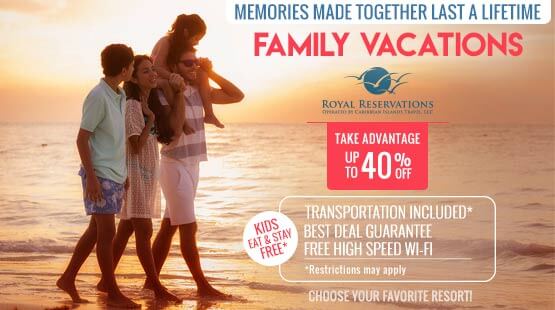 MEMORIES MADE TOGETHER LAST A LIFETIME
FAMILY VACATIONS
ROYAL RESERVATIONS
OPERATED BY CARIBBEAN ISLANDS TRAVEL, LLC
TAKE ADVANTAGE
UP TO 40% OFF
KIDS
EAT & STAY
FREE*
TRANSPORTATION INCLUDED*
BEST DEAL GUARANTEE
FREE HIGH SPEED WI-FI
*Restrictions may apply
CHOOSE YOUR FAVORITE RESORT!